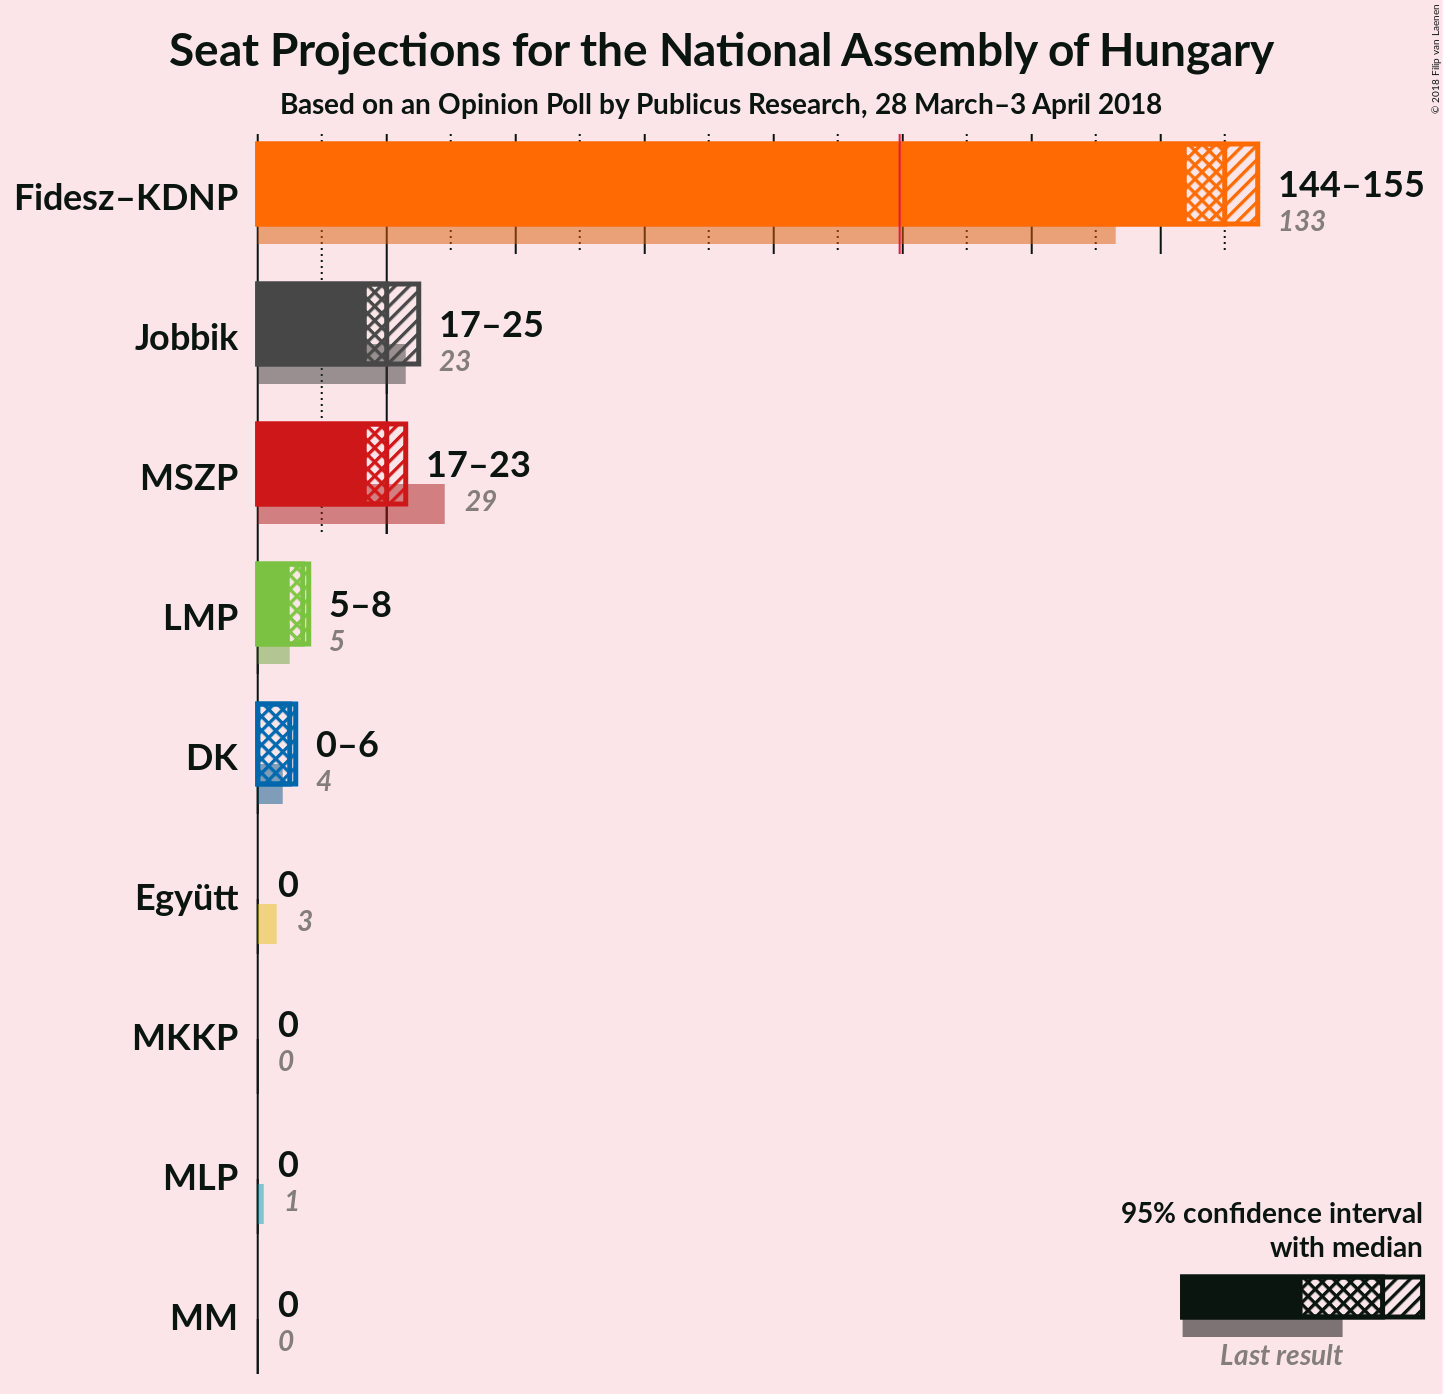 Seat Projections for the National Assembly of Hungary
Based on an Opinion Poll by Publicus Research, 28 March–3 April 2018
© 2018 Filip van Laenen
Fidesz–KDNP
144–155
133
Jobbik
17–25
23
MSZP
17–23
29
LMP
5–8
5
DK
0–6
4
Együtt
0
3
MKKP
0
0
MLP
0
1
MM
0
0
95% confidence interval
with median
Last result